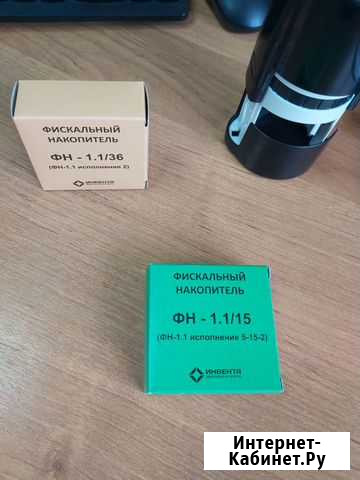 ФИСКАЛЬНЫЙ
НАКОПИТЕЛЬ
ФН - 1.1/36
(ФН-1.1 исполнение 2)
ИНВЕНТА
ФИСКАЛЬНЫЙ
НАКОПИТЕЛЬ
ФН - 1.1/15
(ФН-1.1 исполнение 5-15-2)
ИНВЕНТА
Интернет-
Кабинет.Ру